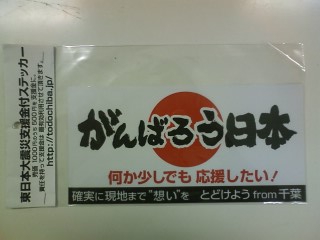 東日本大震災支援金付ステッカー
http://todochiba.jp/
がんばろう日本
何か少しでも 応援したい!
確実に現地まで"想い"を とどけよう from 千葉